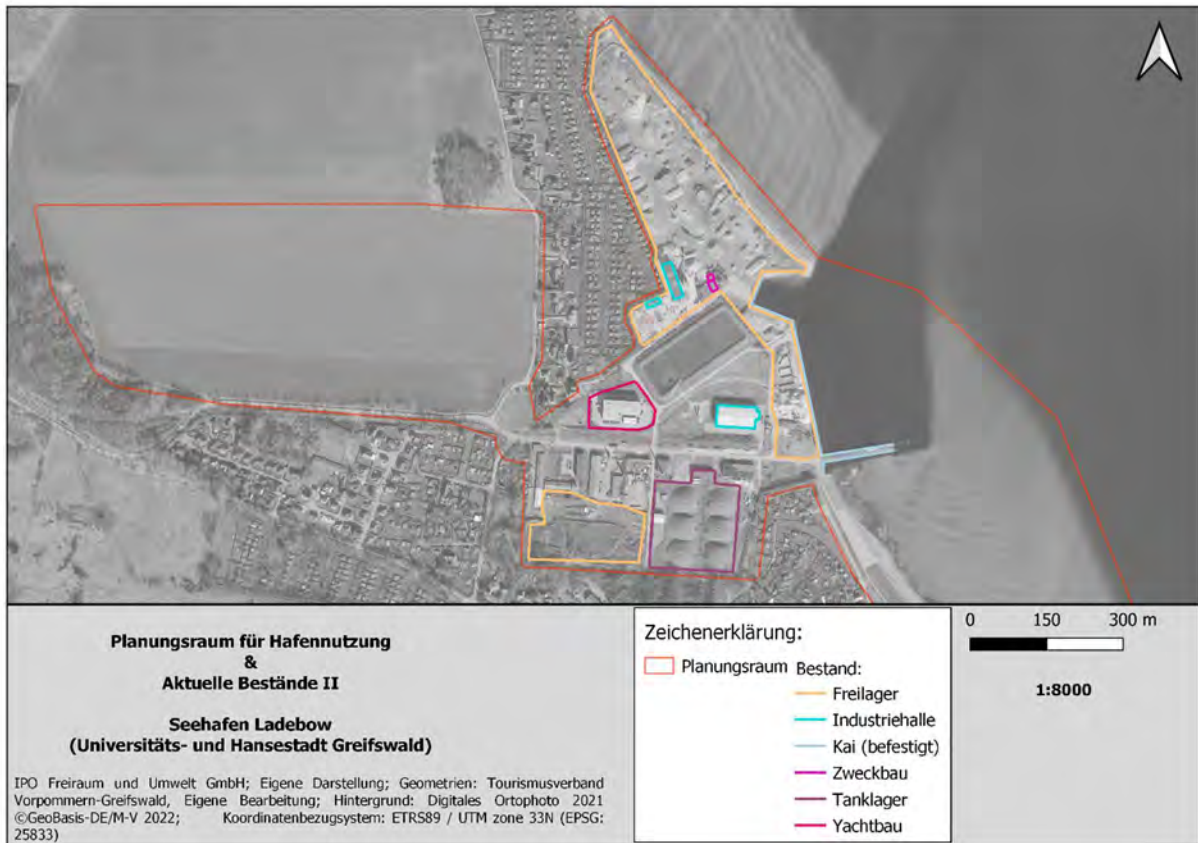 Planungsraum für Hafennutzung
&
Aktuelle Bestände II
Seehafen Ladebow
(Universitäts- und Hansestadt Greifswald)
IPO Freiraum und Umwelt GmbH; Eigene Darstellung; Geometrien: Tourismusverband
Vorpommern-Greifswald, Eigene Bearbeitung; Hintergrund: Digitales Ortophoto 2021
©GeoBasis-DE/M-V 2022; Koordinatenbezugsystem: ETRS89 / UTM zone 33N (EPSG:
25833)
Zeichenerklärung:
Planungsraum
Bestand:
Freilager
Industriehalle
Kai (befestigt)
Zweckbau
Tanklager
Yachtbau
0 150 300 m
1:8000